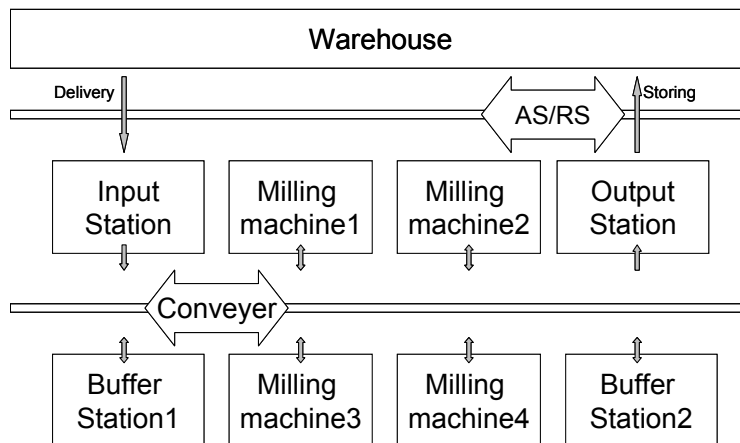 Warehouse
Delivery
Storing
AS/RS
Input
Station
Milling
machine1
Milling
machine2
Output
Station
Conveyer
Buffer
Station1
Milling
machine3
Milling
machine4
Buffer
Station2